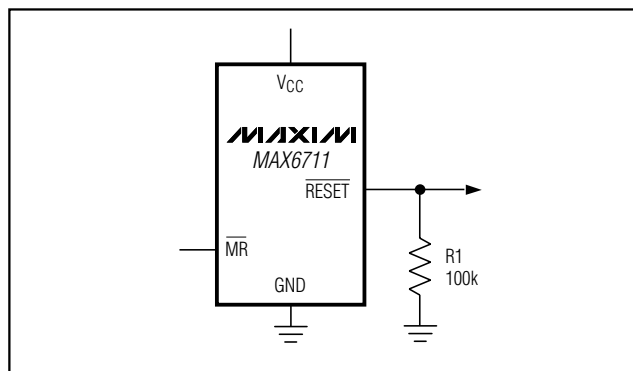 VCC
MAXIM
MAX6711
RESET
MR
R1
100k
GND